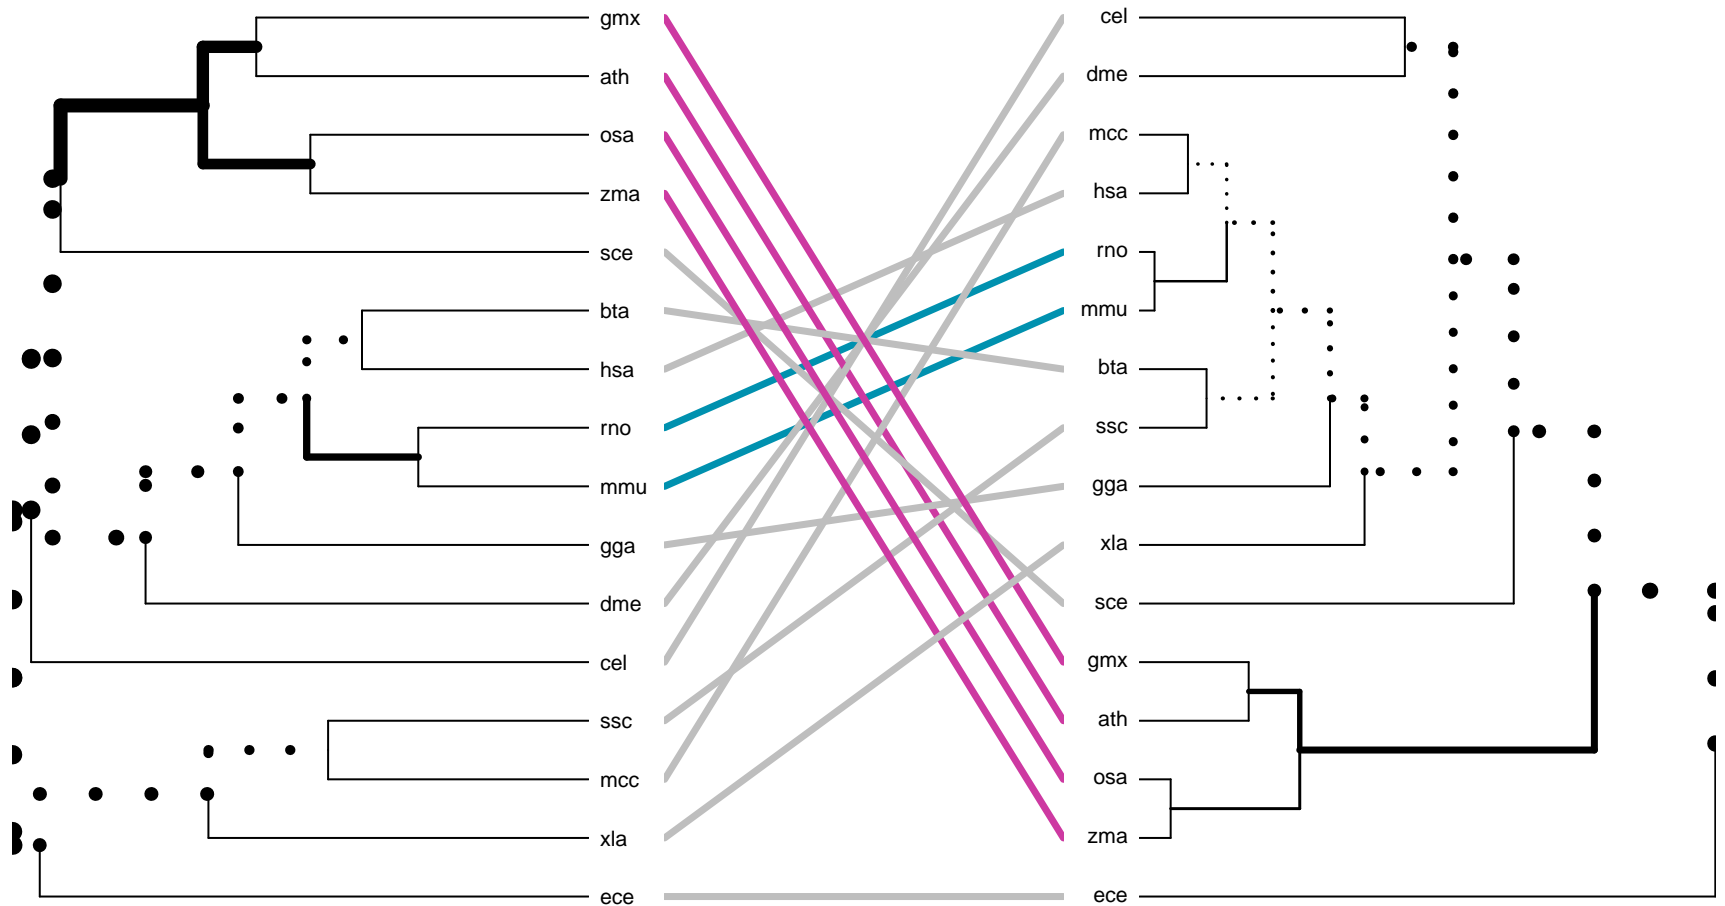 gmx
ath
osa
zma
sce
bta
hsa
rno
mmu
gga
dme
cel
ssc
mcc
xla
ece
cel
dme
mcc
hsa
rno
mmu
bta
ssc
gga
xla
sce
gmx
ath
osa
zma
ece